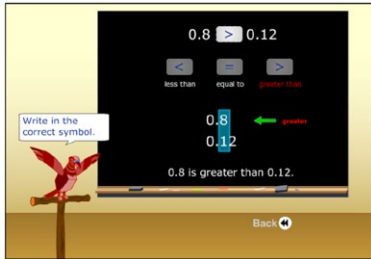 0.8 > 0.12
< = >
less than equal to greater than
Write in the
correct symbol.
0.8 greater
0.12
0.8 is greater than 0.12.
Back